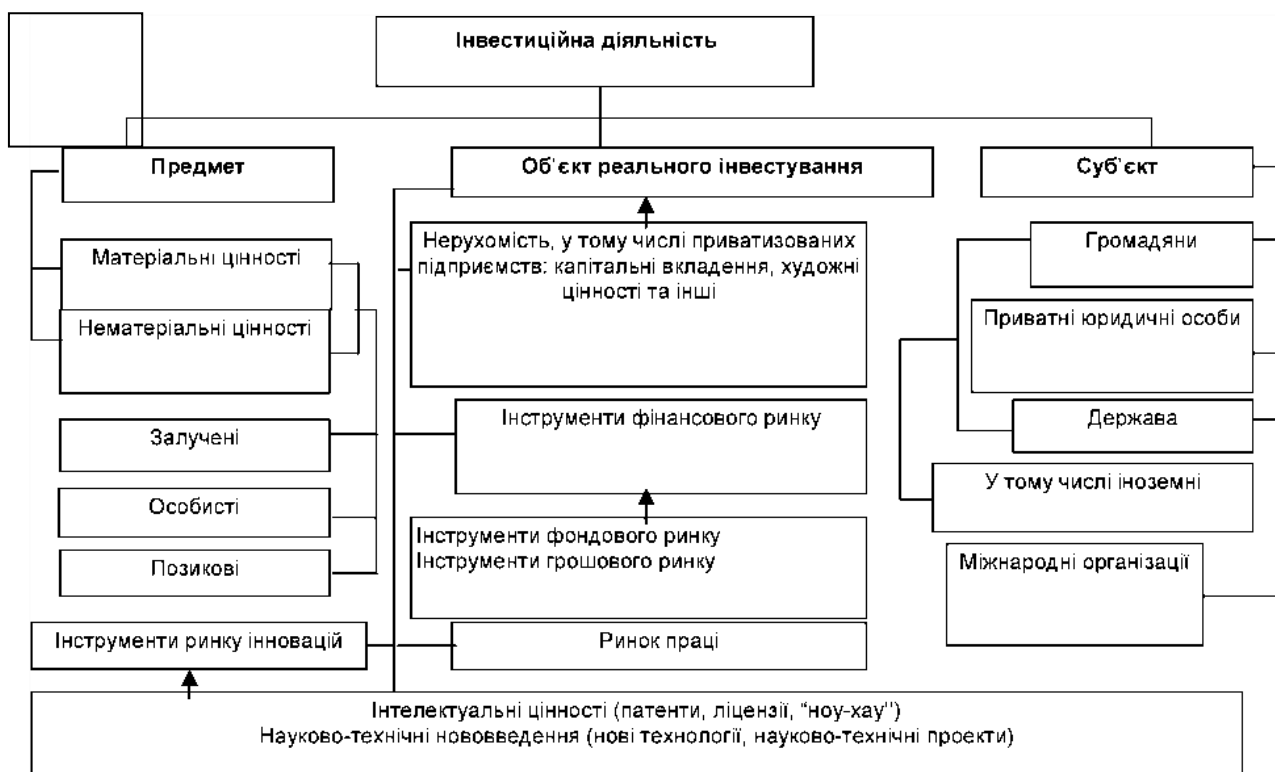 Інвестиційна діяльність
Предмет
Об'єкт реального інвестування
Суб'єкт
Матеріальні цінності
Нематеріальні цінності
Залучені
Особисті
Позикові
Нерухомість, у тому числі приватизованих
підприємств: капітальні вкладення, художні
цінності та інші
Інструменти фінансового ринку
Інструменти фондового ринку
Інструменти грошового ринку
Громадяни
Приватні юридичні особи
Держава
У тому числі іноземні
Міжнародні організації
Інструменти ринку інновацій
Ринок праці
Інтелектуальні цінності (патенти, ліцензії, "ноу-хау")
Науково-технічні нововведення (нові технології, науково-технічні проекти)